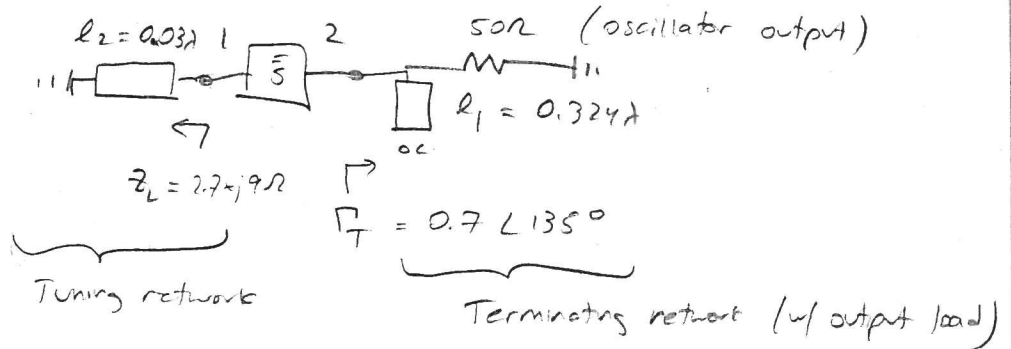 l2 = 0.03λ 1 2 50Ω (oscillator output)
S̿
l1 = 0.324λ
oc
ZL = 2.7+j9Ω
ΓT = 0.7 ∠135°
Tuning network
Terminating network (w/ output load)